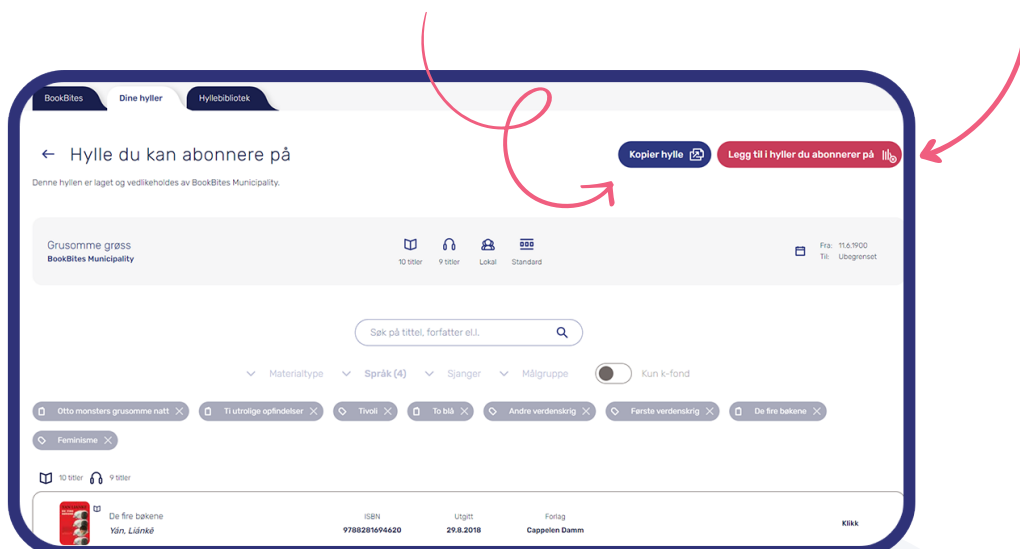 BookBites Dine hyller Hyllebibliotek
← Hylle du kan abonnere på
Kopier hylle Legg til i hyller du abonnerer på
Denne hyllen er laget og vedlikeholdes av BookBites Municipality.
Grusomme grøss
BookBites Municipality
10 titler 9 titler Lokal Standard
Fra: 11.6.1900
Til: Ubegrenset
Søk på tittel, forfatter el.l.
Materialtype Språk (4) Sjanger Målgruppe Kun k-fond
Otto monsters grusomme natt Ti utrolige opfindelser Tivoli To blå Andre verdenskrig Første verdenskrig De fire bøkene
Feminisme
10 titler 9 titler
De fire bøkene ISBN Utgitt Forlag
Yán, Liánkē 9788281694620 29.8.2018 Cappelen Damm Klikk